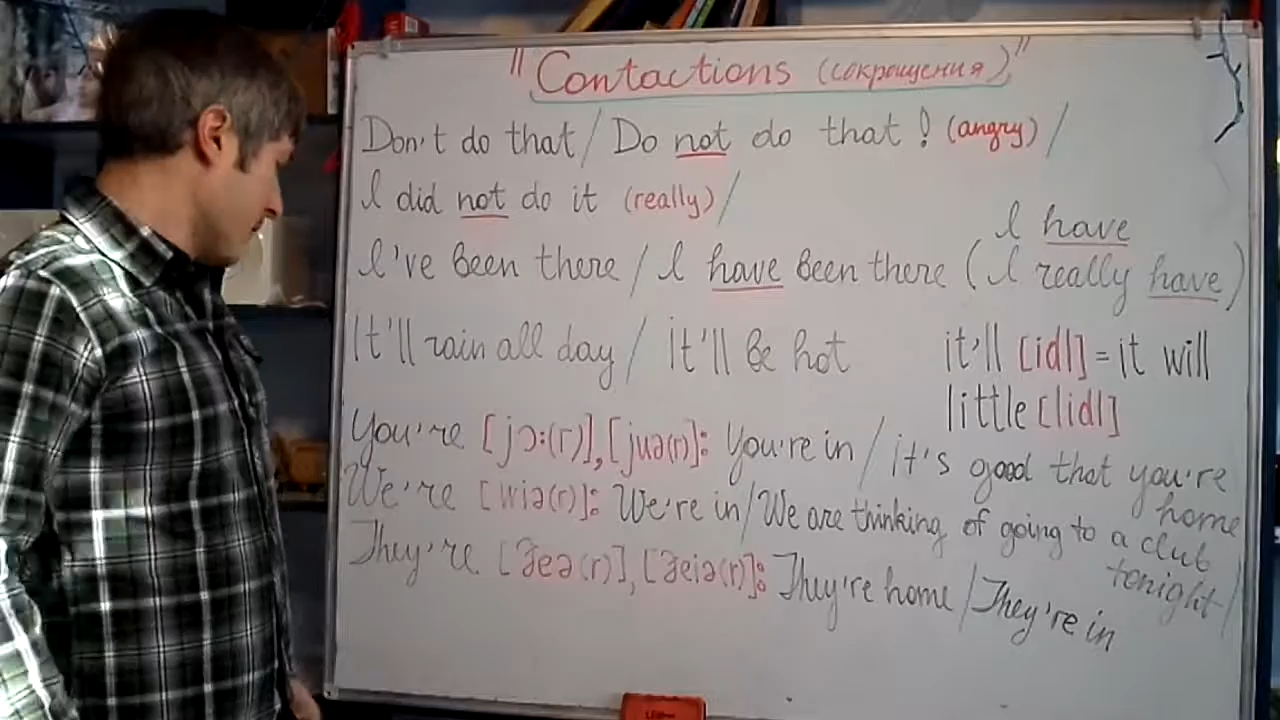 "Contactions (сокращения)"
Don't do that / Do not do that ! (angry) /
I did not do it (really) /
I have
I've been there / I have been there (I really have)
It'll rain all day / it'll be hot
it'll [idl] = it will
little [lidl]
You're [jɔ:(r)], [juə(r)]: You're in / it's good that you're home
We're [wiə(r)]: We're in / We are thinking of going to a club tonight /
They're [ðeə(r)], [ðeiə(r)]: They're home / They're in